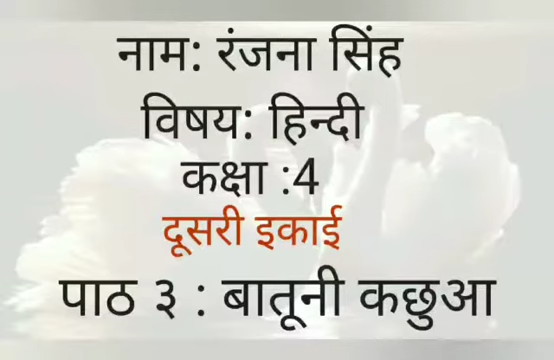 नाम: रंजना सिंह
विषय: हिन्दी
कक्षा :4
दूसरी इकाई
पाठ ३ : बातूनी कछुआ